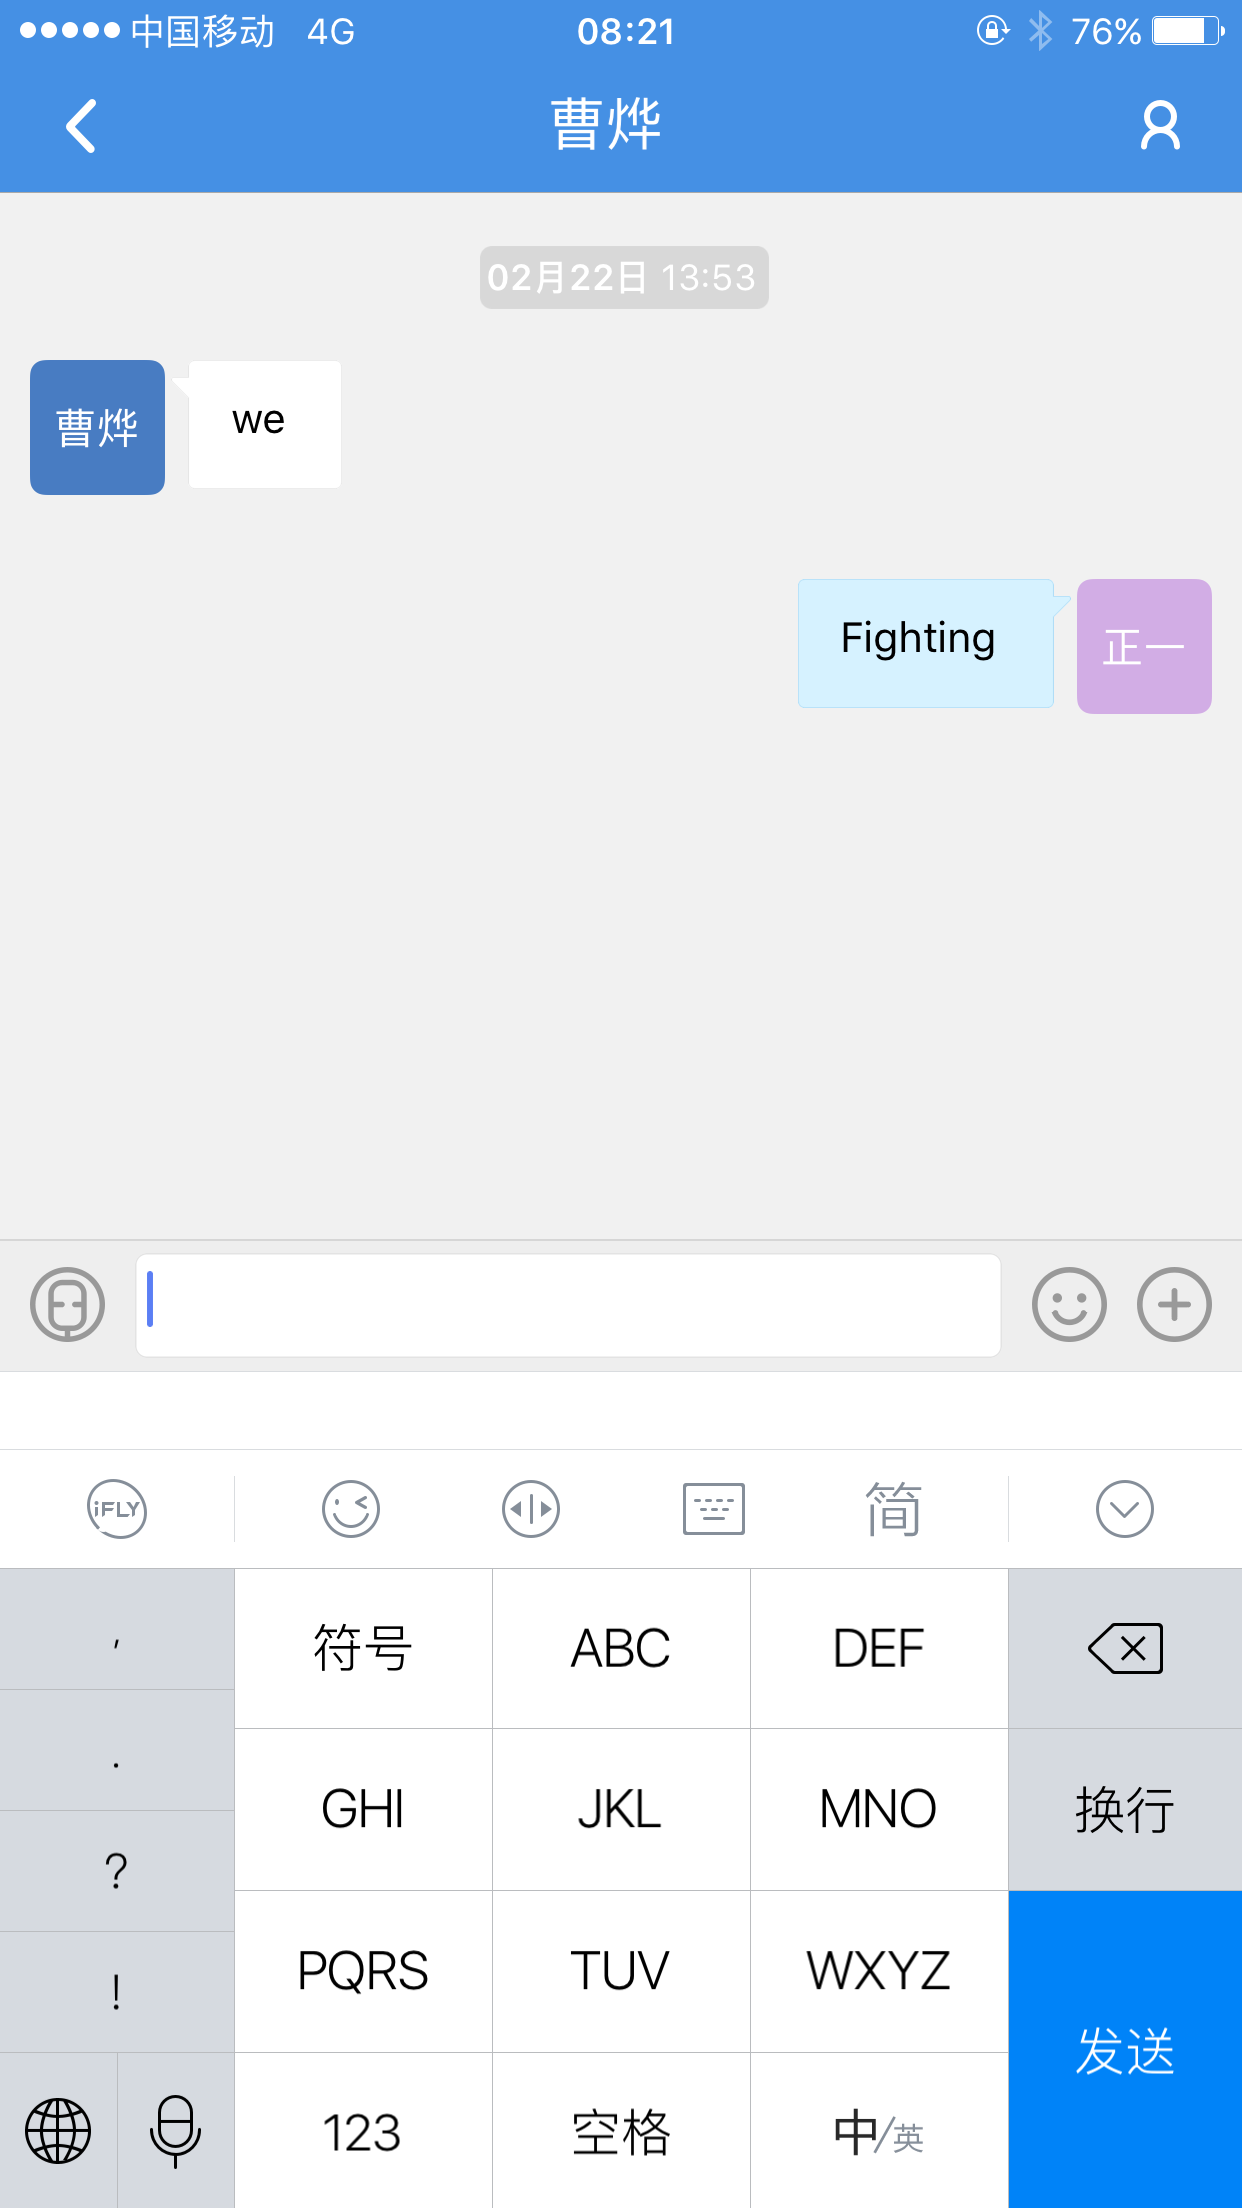 中国移动 4G 08:21 76%
曹烨
02月22日 13:53
曹烨 we
Fighting 正一
iFLY 简
, 符号 ABC DEF
.
GHI JKL MNO 换行
?
PQRS TUV WXYZ
!
发送
123 空格 中/英